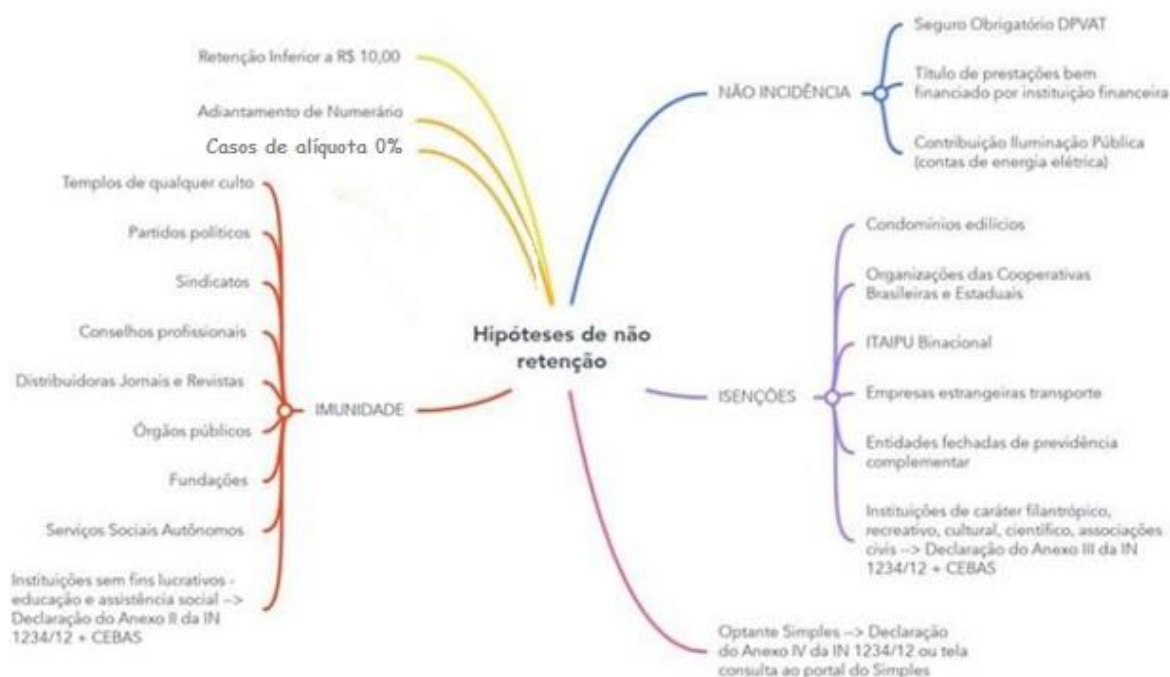 Retenção Inferior a R$ 10,00
Adiantamento de Numerário
Casos de alíquota 0%
Templos de qualquer culto
Partidos políticos
Sindicatos
Conselhos profissionais
Distribuidoras Jornais e Revistas
Órgãos públicos
Fundações
Serviços Sociais Autônomos
Instituições sem fins lucrativos -
educação e assistência social -->
Declaração do Anexo II da IN
1234/12 + CEBAS
IMUNIDADE
Hipóteses de não
retenção
NÃO INCIDÊNCIA
Seguro Obrigatório DPVAT
Título de prestações bem
financiado por instituição financeira
Contribuição Iluminação Pública
(contas de energia elétrica)
ISENÇÕES
Condomínios edilícios
Organizações das Cooperativas
Brasileiras e Estaduais
ITAIPU Binacional
Empresas estrangeiras transporte
Entidades fechadas de previdência
complementar
Instituições de caráter filantrópico,
recreativo, cultural, científico, associações
civis --> Declaração do Anexo III da IN
1234/12 + CEBAS
Optante Simples --> Declaração
do Anexo IV da IN 1234/12 ou tela
consulta ao portal do Simples